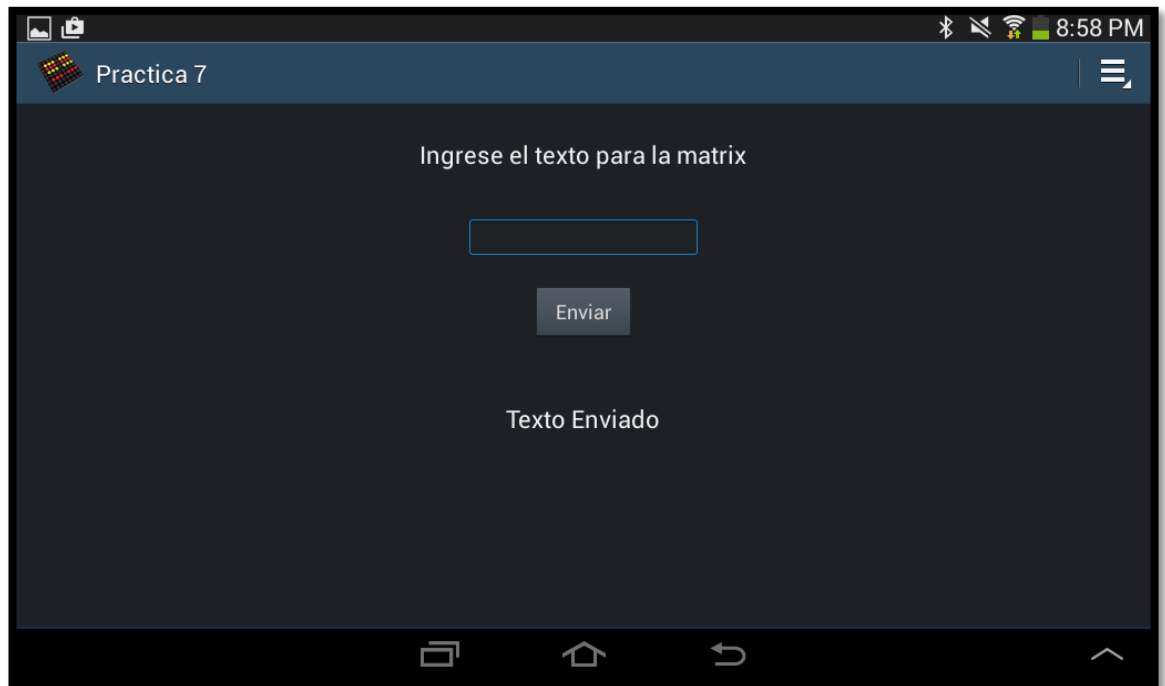 8:58 PM
Practica 7
Ingrese el texto para la matrix
Enviar
Texto Enviado